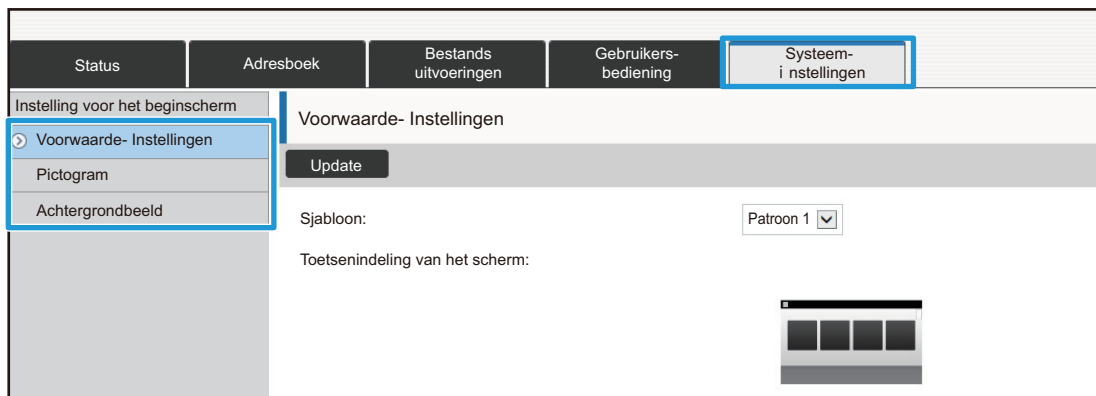 Status
Adresboek
Bestands
uitvoeringen
Gebruikers-
bediening
Systeem-
i nstellingen
Instelling voor het beginscherm
Voorwaarde- Instellingen
Pictogram
Achtergrondbeeld
Voorwaarde- Instellingen
Update
Sjabloon:
Patroon 1
Toetsenindeling van het scherm: